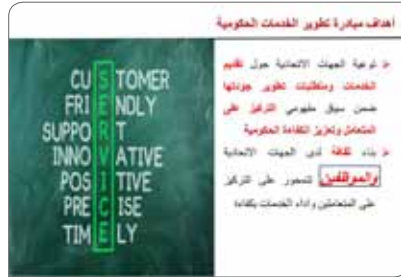 أهداف مبادرة تطوير الخدمات الحكومية
توعية الجهات الاتحادية حول تقديم
الخدمات ومتطلبات تطوير جودتها
ضمن سياق مفهومي التركيز على
المتعامل وتعزيز الكفاءة الحكومية
بناء ثقافة لدى الجهات الاتحادية
والموظفين للتمحور على التركيز
على المتعاملين وأداء الخدمات بكفاءة
CUSTOMER
FRIENDLY
SUPPORT
INNOVATIVE
POSITIVE
PRECISE
TIMELY